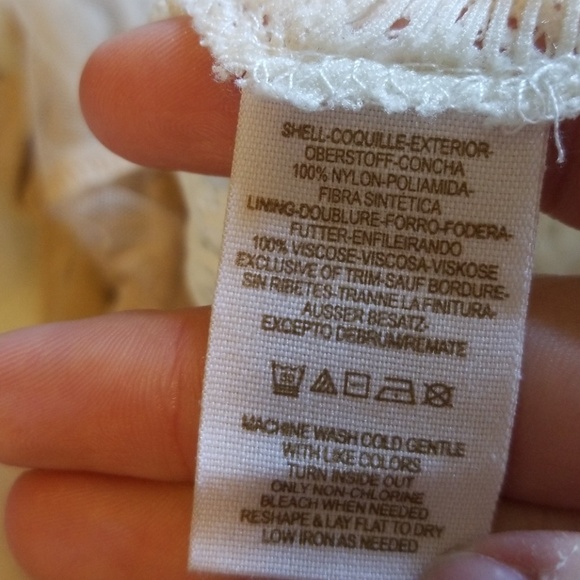 SHELL-COQUILLE-EXTERIOR-
OBERSTOFF-CONCHA
100% NYLON-POLIAMIDA-
FIBRA SINTETICA
LINING-DOUBLURE-FORRO-FODERA-
FUTTER-ENFILEIRANDO
100% VISCOSE-VISCOSA-VISKOSE
EXCLUSIVE OF TRIM-SAUF BORDURE-
SIN RIBETES-TRANNE LA FINITURA-
AUSSER BESATZ-
EXCEPTO DEBRUM/REMATE
MACHINE WASH COLD GENTLE
WITH LIKE COLORS
TURN INSIDE OUT
ONLY NON-CHLORINE
BLEACH WHEN NEEDED
RESHAPE & LAY FLAT TO DRY
LOW IRON AS NEEDED